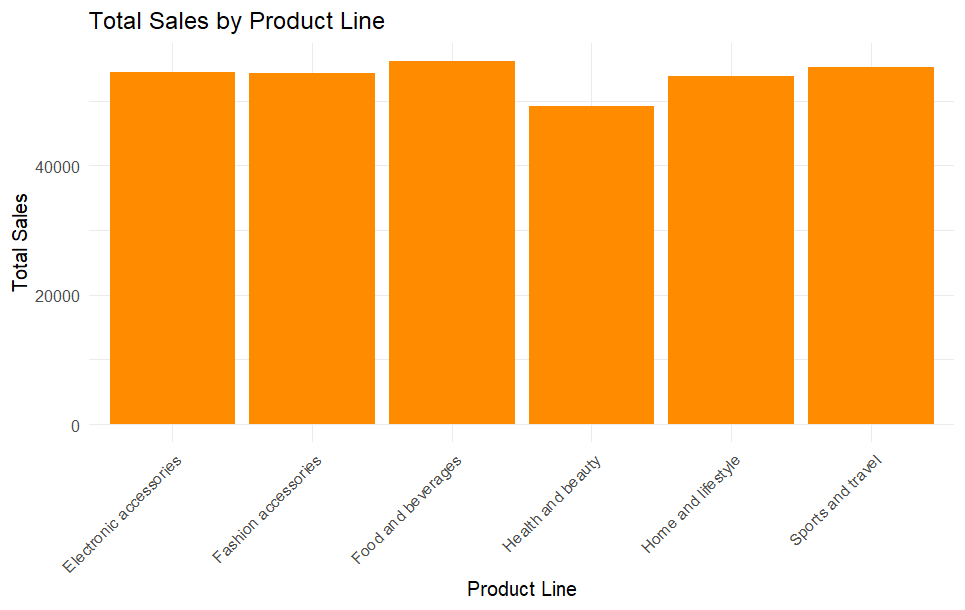 Total Sales by Product Line
Total Sales
40000
20000
0
Electronic accessories
Fashion accessories
Food and beverages
Health and beauty
Home and lifestyle
Sports and travel
Product Line